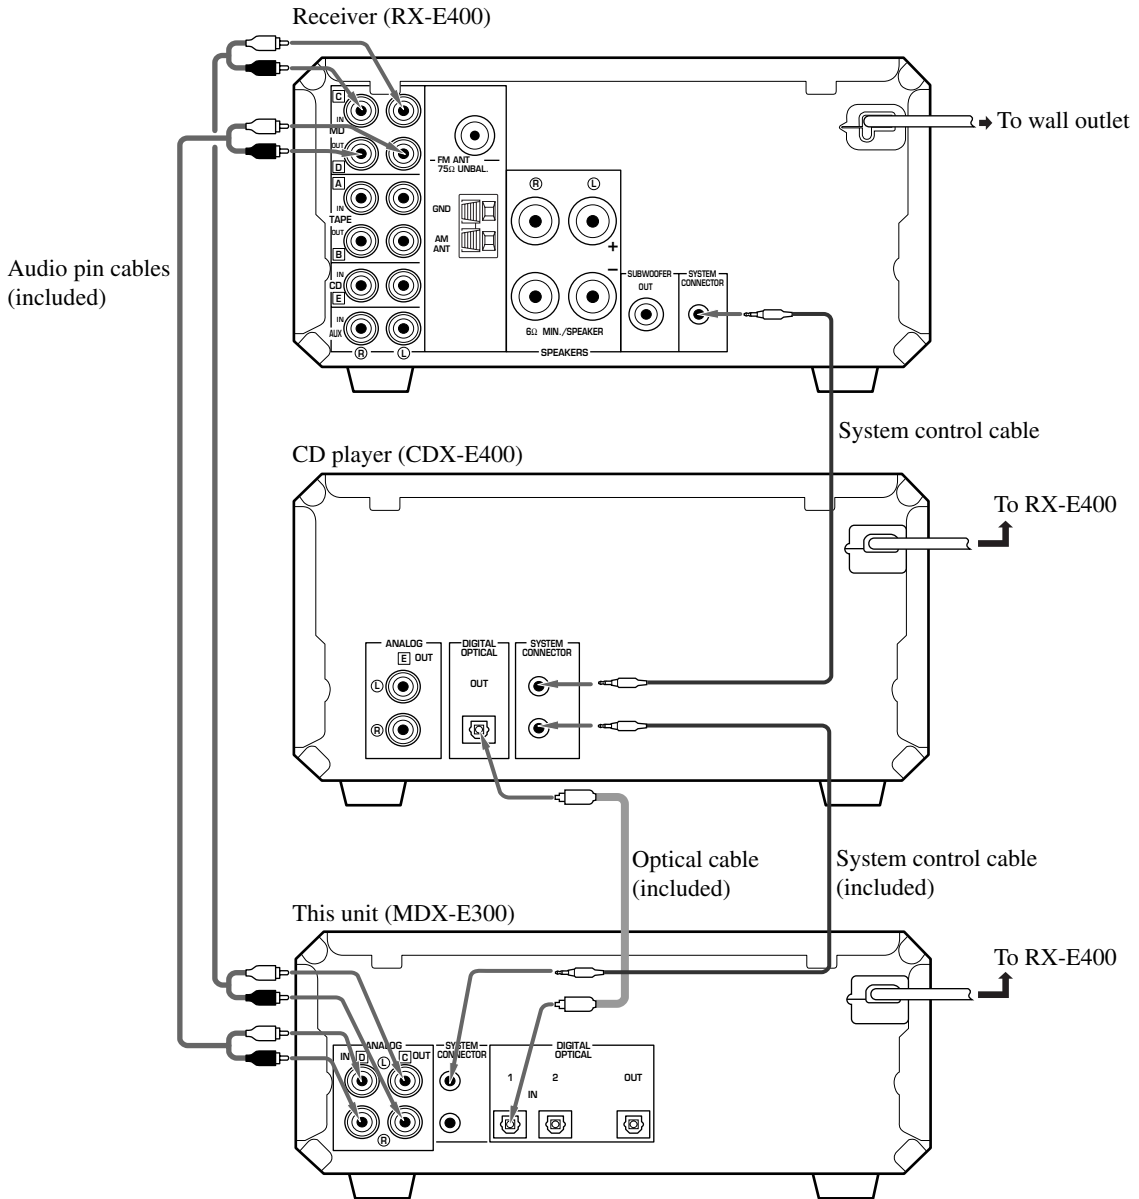 Receiver (RX-E400)
To wall outlet
C
IN
MD
OUT
D
A
IN
TAPE
OUT
B
IN
CD
E
IN
AUX
R L
FM ANT
75Ω UNBAL.
GND
AM
ANT
R L
+
–
6Ω MIN./SPEAKER
SPEAKERS
SUBWOOFER
OUT
SYSTEM
CONNECTOR
Audio pin cables
(included)
System control cable
CD player (CDX-E400)
To RX-E400
ANALOG
E OUT
L
R
DIGITAL
OPTICAL
OUT
SYSTEM
CONNECTOR
Optical cable
(included)
System control cable
(included)
This unit (MDX-E300)
To RX-E400
ANALOG
IN D L C OUT
R
SYSTEM
CONNECTOR
DIGITAL
OPTICAL
1 2 OUT
IN